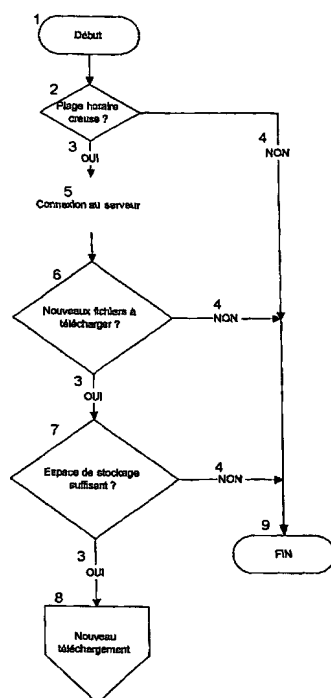 1
Début
2
Plage horaire
creuse ?
3
OUI
4
NON
5
Connexion au serveur
6
Nouveaux fichiers à
télécharger ?
4
NON
3
OUI
7
Espace de stockage
suffisant ?
4
NON
3
OUI
9
FIN
8
Nouveau
téléchargement